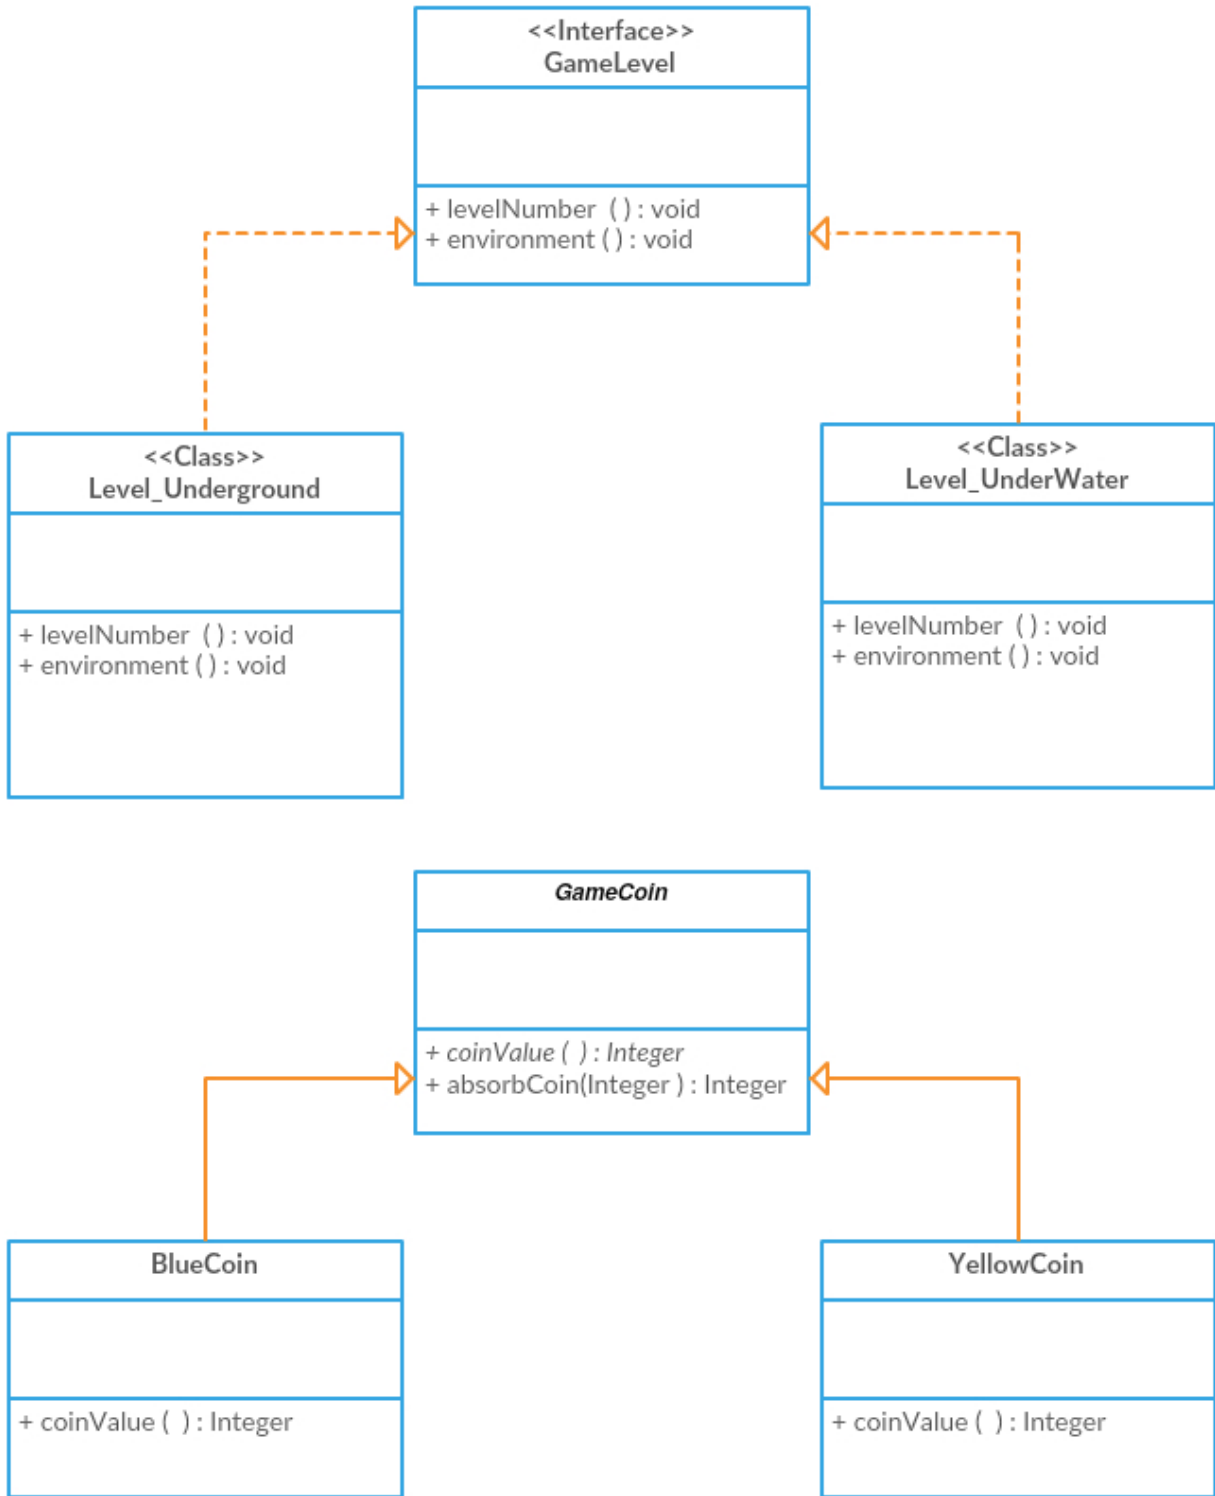 <<Interface>>
GameLevel
+ levelNumber  ( ) : void
+ environment ( ) : void
<<Class>>
Level_Underground
+ levelNumber  ( ) : void
+ environment ( ) : void
<<Class>>
Level_UnderWater
+ levelNumber  ( ) : void
+ environment ( ) : void
GameCoin
+ coinValue (  ) : Integer
+ absorbCoin(Integer ) : Integer
BlueCoin
+ coinValue (  ) : Integer
YellowCoin
+ coinValue (  ) : Integer